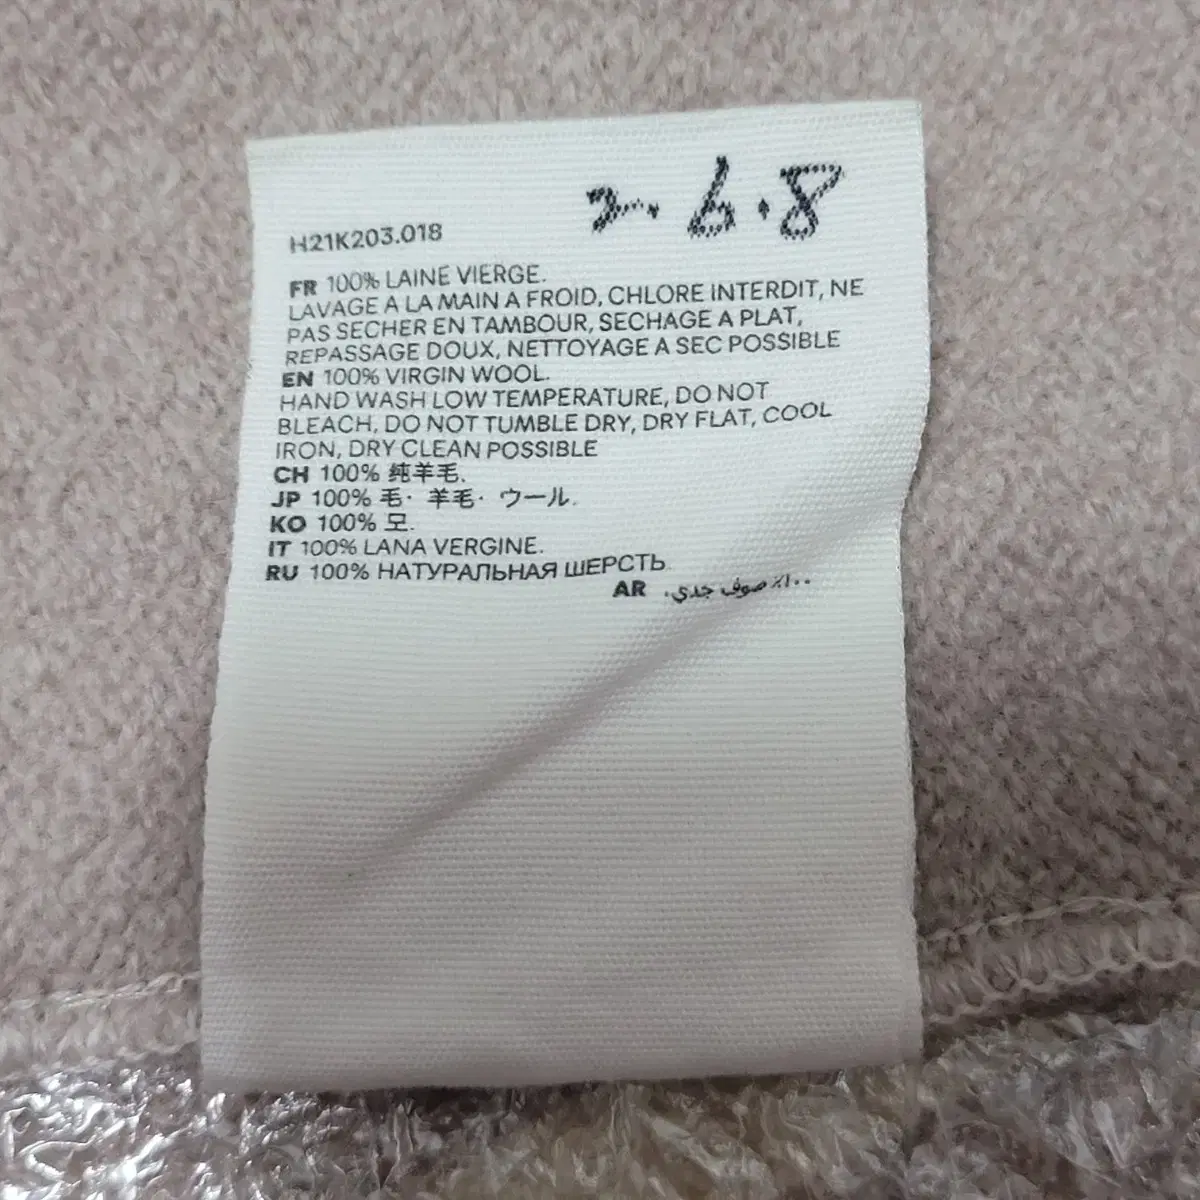 2.6.8
H21K203.018
FR 100% LAINE VIERGE.
LAVAGE A LA MAIN A FROID, CHLORE INTERDIT, NE
PAS SECHER EN TAMBOUR, SECHAGE A PLAT,
REPASSAGE DOUX, NETTOYAGE A SEC POSSIBLE
EN 100% VIRGIN WOOL.
HAND WASH LOW TEMPERATURE, DO NOT
BLEACH, DO NOT TUMBLE DRY, DRY FLAT, COOL
IRON, DRY CLEAN POSSIBLE
CH 100% 纯羊毛.
JP 100% 毛· 羊毛· ウール.
KO 100% 모.
IT 100% LANA VERGINE.
RU 100% НАТУРАЛЬНАЯ ШЕРСТЬ.
AR ١٠٠٪ صوف جدي.